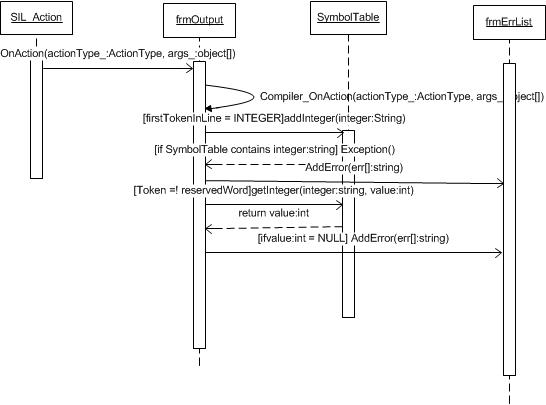 SIL_Action
frmOutput
SymbolTable
frmErrList
OnAction(actionType_:ActionType, args_:object[])
Compiler_OnAction(actionType_:ActionType, args_:object[])
[firstTokenInLine = INTEGER]addInteger(integer:String)
[if SymbolTable contains integer:string] Exception()
AddError(err[]:string)
[Token =! reservedWord]getInteger(integer:string, value:int)
return value:int
[ifvalue:int = NULL] AddError(err[]:string)